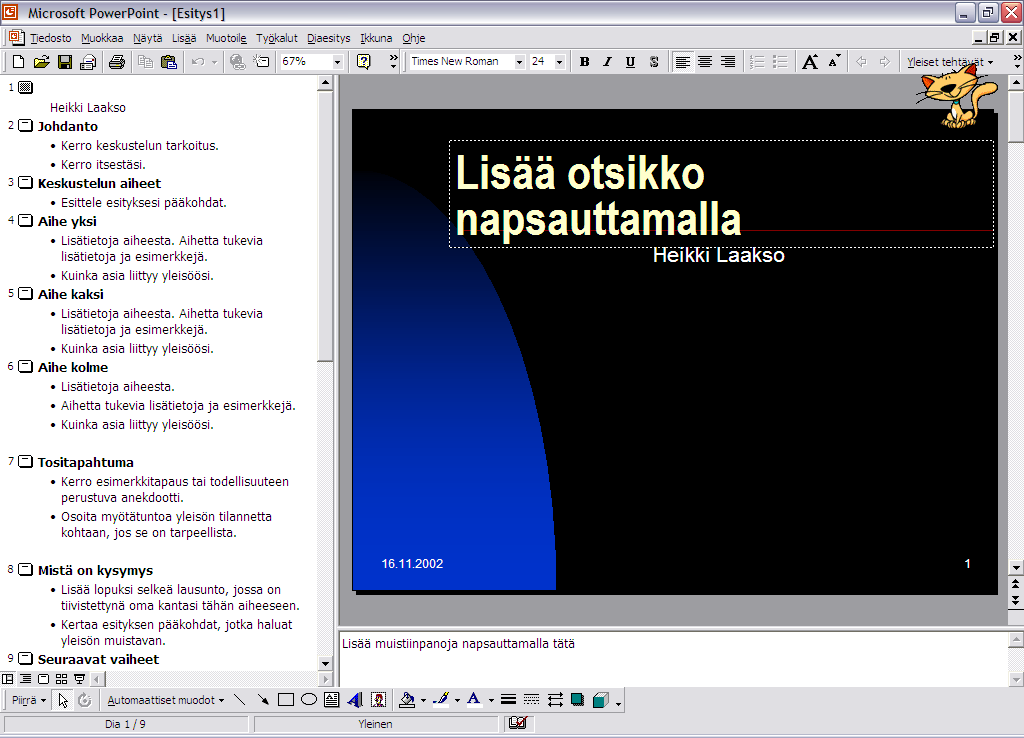 Microsoft PowerPoint - [Esitys1]
Tiedosto Muokkaa Näytä Lisää Muotoile Työkalut Diaesitys Ikkuna Ohje
67% Times New Roman 24 B I U S A A Yleiset tehtävät
1
Heikki Laakso
2 Johdanto
• Kerro keskustelun tarkoitus.
• Kerro itsestäsi.
3 Keskustelun aiheet
• Esittele esityksesi pääkohdat.
4 Aihe yksi
• Lisätietoja aiheesta. Aihetta tukevia
lisätietoja ja esimerkkejä.
• Kuinka asia liittyy yleisöösi.
5 Aihe kaksi
• Lisätietoja aiheesta. Aihetta tukevia
lisätietoja ja esimerkkejä.
• Kuinka asia liittyy yleisöösi.
6 Aihe kolme
• Lisätietoja aiheesta.
• Aihetta tukevia lisätietoja ja esimerkkejä.
• Kuinka asia liittyy yleisöösi.
7 Tositapahtuma
• Kerro esimerkkitapaus tai todellisuuteen
perustuva anekdootti.
• Osoita myötätuntoa yleisön tilannetta
kohtaan, jos se on tarpeellista.
8 Mistä on kysymys
• Lisää lopuksi selkeä lausunto, jossa on
tiivistettynä oma kantasi tähän aiheeseen.
• Kertaa esityksen pääkohdat, jotka haluat
yleisön muistavan.
9 Seuraavat vaiheet
Lisää otsikko
napsauttamalla
Heikki Laakso
16.11.2002 1
Lisää muistiinpanoja napsauttamalla tätä
Piirrä Automaattiset muodot A A
Dia 1 / 9 Yleinen